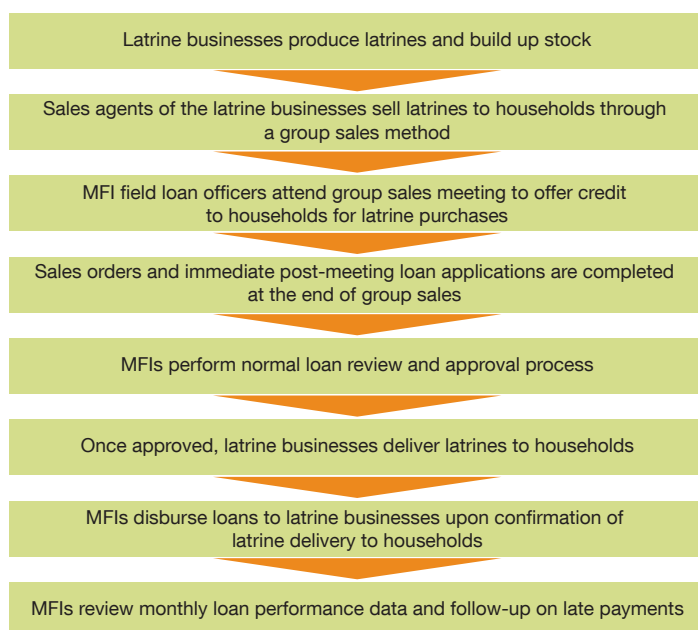 Latrine businesses produce latrines and build up stock
Sales agents of the latrine businesses sell latrines to households through
a group sales method
MFI field loan officers attend group sales meeting to offer credit
to households for latrine purchases
Sales orders and immediate post-meeting loan applications are completed
at the end of group sales
MFIs perform normal loan review and approval process
Once approved, latrine businesses deliver latrines to households
MFIs disburse loans to latrine businesses upon confirmation of
latrine delivery to households
MFIs review monthly loan performance data and follow-up on late payments